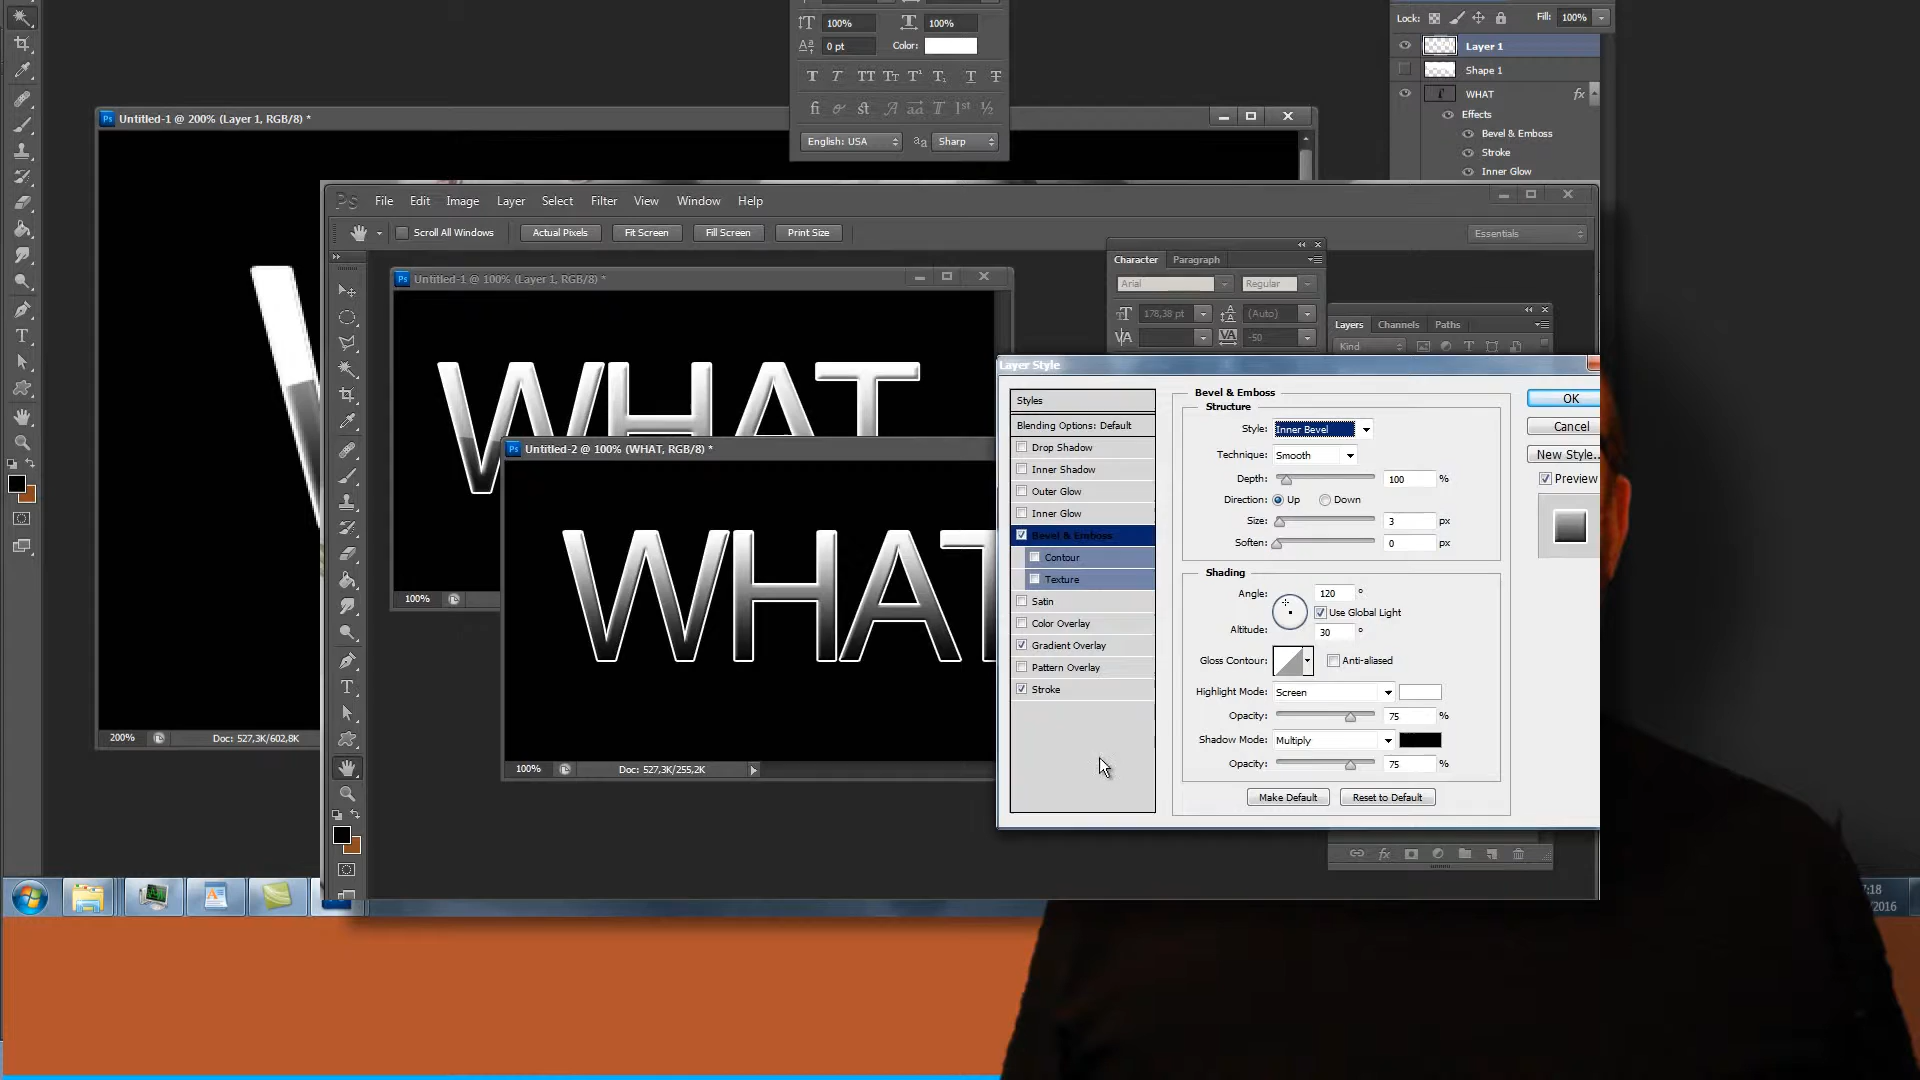 100%
100%
0 pt
Color:
English: USA
Sharp
Lock:
Fill:
100%
Layer 1
Shape 1
WHAT
fx
Effects
Bevel & Emboss
Stroke
Inner Glow
Untitled-1 @ 200% (Layer 1, RGB/8) *
200%
Doc: 527,3K/602,8K
File Edit Image Layer Select Filter View Window Help
Scroll All Windows
Actual Pixels
Fit Screen
Fill Screen
Print Size
Essentials
Untitled-1 @ 100% (Layer 1, RGB/8) *
WHAT
100%
Untitled-2 @ 100% (WHAT, RGB/8) *
WHAT
100%
Doc: 527,3K/255,2K
Character
Paragraph
Arial
Regular
178,38 pt
(Auto)
-50
Layers
Channels
Paths
Kind
Layer Style
Styles
Blending Options: Default
Drop Shadow
Inner Shadow
Outer Glow
Inner Glow
Bevel & Emboss
Contour
Texture
Satin
Color Overlay
Gradient Overlay
Pattern Overlay
Stroke
Bevel & Emboss
Structure
Style: Inner Bevel
Technique: Smooth
Depth: 100 %
Direction: Up Down
Size: 3 px
Soften: 0 px
Shading
Angle: 120 °
Use Global Light
Altitude: 30 °
Gloss Contour: Anti-aliased
Highlight Mode: Screen
Opacity: 75 %
Shadow Mode: Multiply
Opacity: 75 %
Make Default
Reset to Default
OK
Cancel
New Style...
Preview
:18
/2016